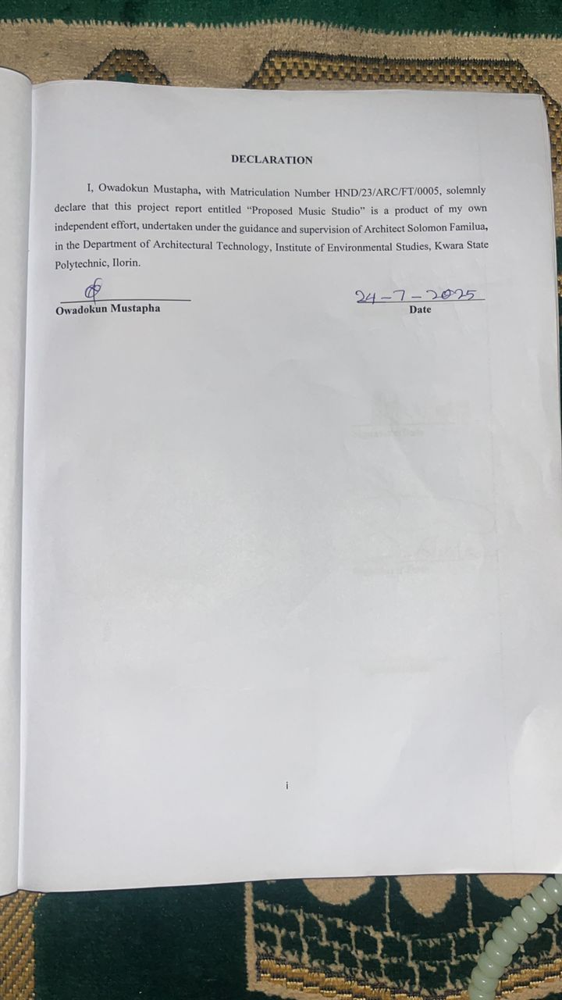 DECLARATION
I, Owadokun Mustapha, with Matriculation Number HND/23/ARC/FT/0005, solemnly
declare that this project report entitled “Proposed Music Studio” is a product of my own
independent effort, undertaken under the guidance and supervision of Architect Solomon Familua,
in the Department of Architectural Technology, Institute of Environmental Studies, Kwara State
Polytechnic, Ilorin.
24-7-2025
Owadokun Mustapha Date
i